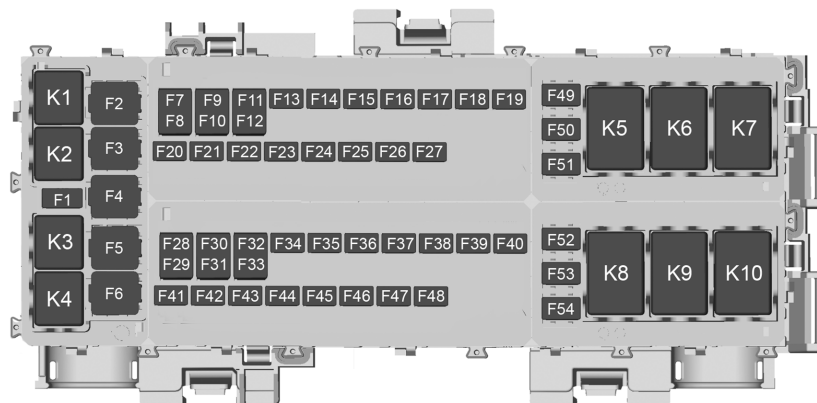 K1 F2 F7 F9 F11 F13 F14 F15 F16 F17 F18 F19 F49
F8 F10 F12
K2 F3 F20 F21 F22 F23 F24 F25 F26 F27 F50 K5 K6 K7
F51
F1 F4
K3 F5 F28 F30 F32 F34 F35 F36 F37 F38 F39 F40 F52
F29 F31 F33
K4 F6 F41 F42 F43 F44 F45 F46 F47 F48 F53 K8 K9 K10
F54